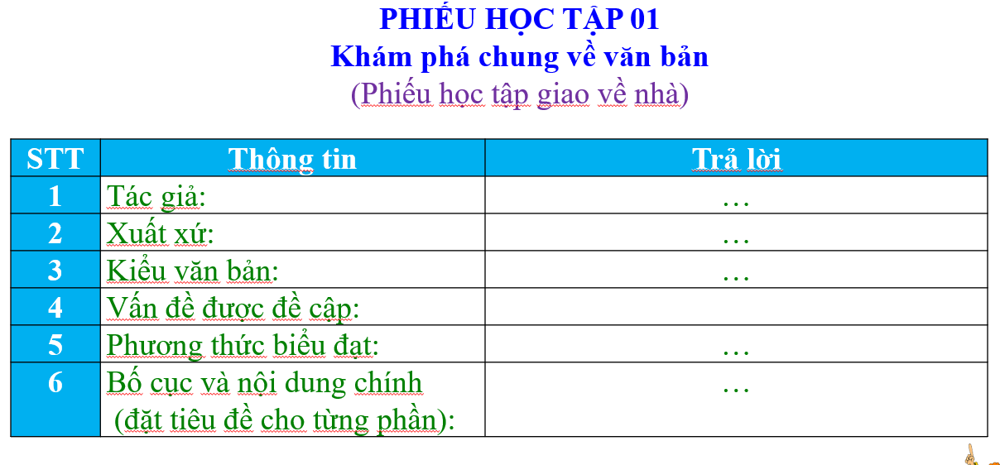 PHIẾU HỌC TẬP 01
Khám phá chung về văn bản
(Phiếu học tập giao về nhà)
STT Thông tin Trả lời
1 Tác giả: …
2 Xuất xứ: …
3 Kiểu văn bản: …
4 Vấn đề được đề cập:
5 Phương thức biểu đạt: …
6 Bố cục và nội dung chính …
(đặt tiêu đề cho từng phần):